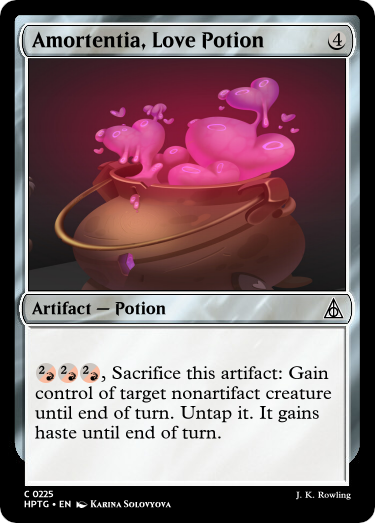 Amortentia, Love Potion 4
Artifact — Potion
2 2 2, Sacrifice this artifact: Gain
control of target nonartifact creature
until end of turn. Untap it. It gains
haste until end of turn.
C 0225
HPTG • EN Karina Solovyova
J. K. Rowling